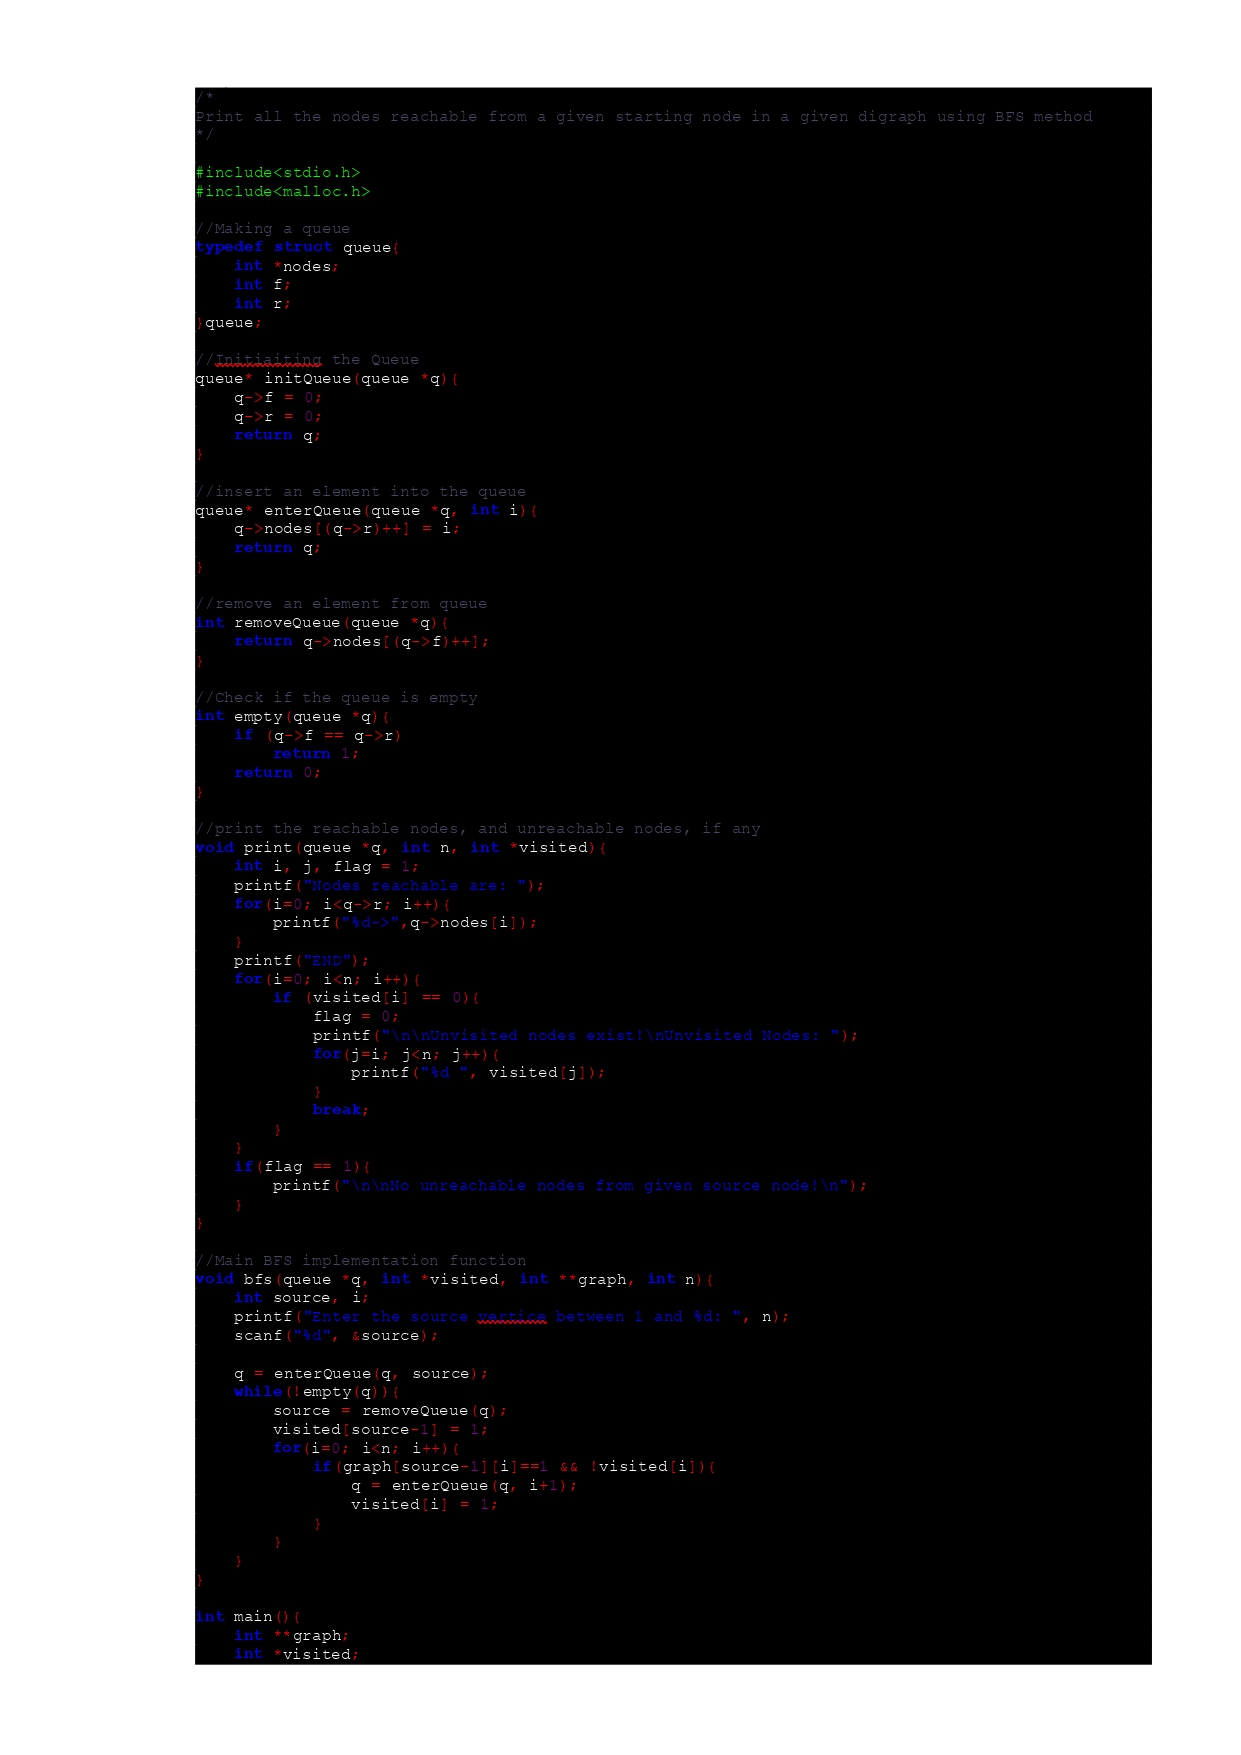 /*
Print all the nodes reachable from a given starting node in a given digraph using BFS method
*/

#include<stdio.h>
#include<malloc.h>

//Making a queue
typedef struct queue{
    int *nodes;
    int f;
    int r;
}queue;

//Initiaiting the Queue
queue* initQueue(queue *q){
    q->f = 0;
    q->r = 0;
    return q;
}

//insert an element into the queue
queue* enterQueue(queue *q, int i){
    q->nodes[(q->r)++] = i;
    return q;
}

//remove an element from queue
int removeQueue(queue *q){
    return q->nodes[(q->f)++];
}

//Check if the queue is empty
int empty(queue *q){
    if (q->f == q->r)
        return 1;
    return 0;
}

//print the reachable nodes, and unreachable nodes, if any
void print(queue *q, int n, int *visited){
    int i, j, flag = 1;
    printf("Nodes reachable are: ");
    for(i=0; i<q->r; i++){
        printf("%d->",q->nodes[i]);
    }
    printf("END");
    for(i=0; i<n; i++){
        if (visited[i] == 0){
            flag = 0;
            printf("\n\nUnvisited nodes exist!\nUnvisited Nodes: ");
            for(j=i; j<n; j++){
                printf("%d ", visited[j]);
            }
            break;
        }
    }
    if(flag == 1){
        printf("\n\nNo unreachable nodes from given source node!\n");
    }
}

//Main BFS implementation function
void bfs(queue *q, int *visited, int **graph, int n){
    int source, i;
    printf("Enter the source vertice between 1 and %d: ", n);
    scanf("%d", &source);

    q = enterQueue(q, source);
    while(!empty(q)){
        source = removeQueue(q);
        visited[source-1] = 1;
        for(i=0; i<n; i++){
            if(graph[source-1][i]==1 && !visited[i]){
                q = enterQueue(q, i+1);
                visited[i] = 1;
            }
        }
    }
}

int main(){
    int **graph;
    int *visited;